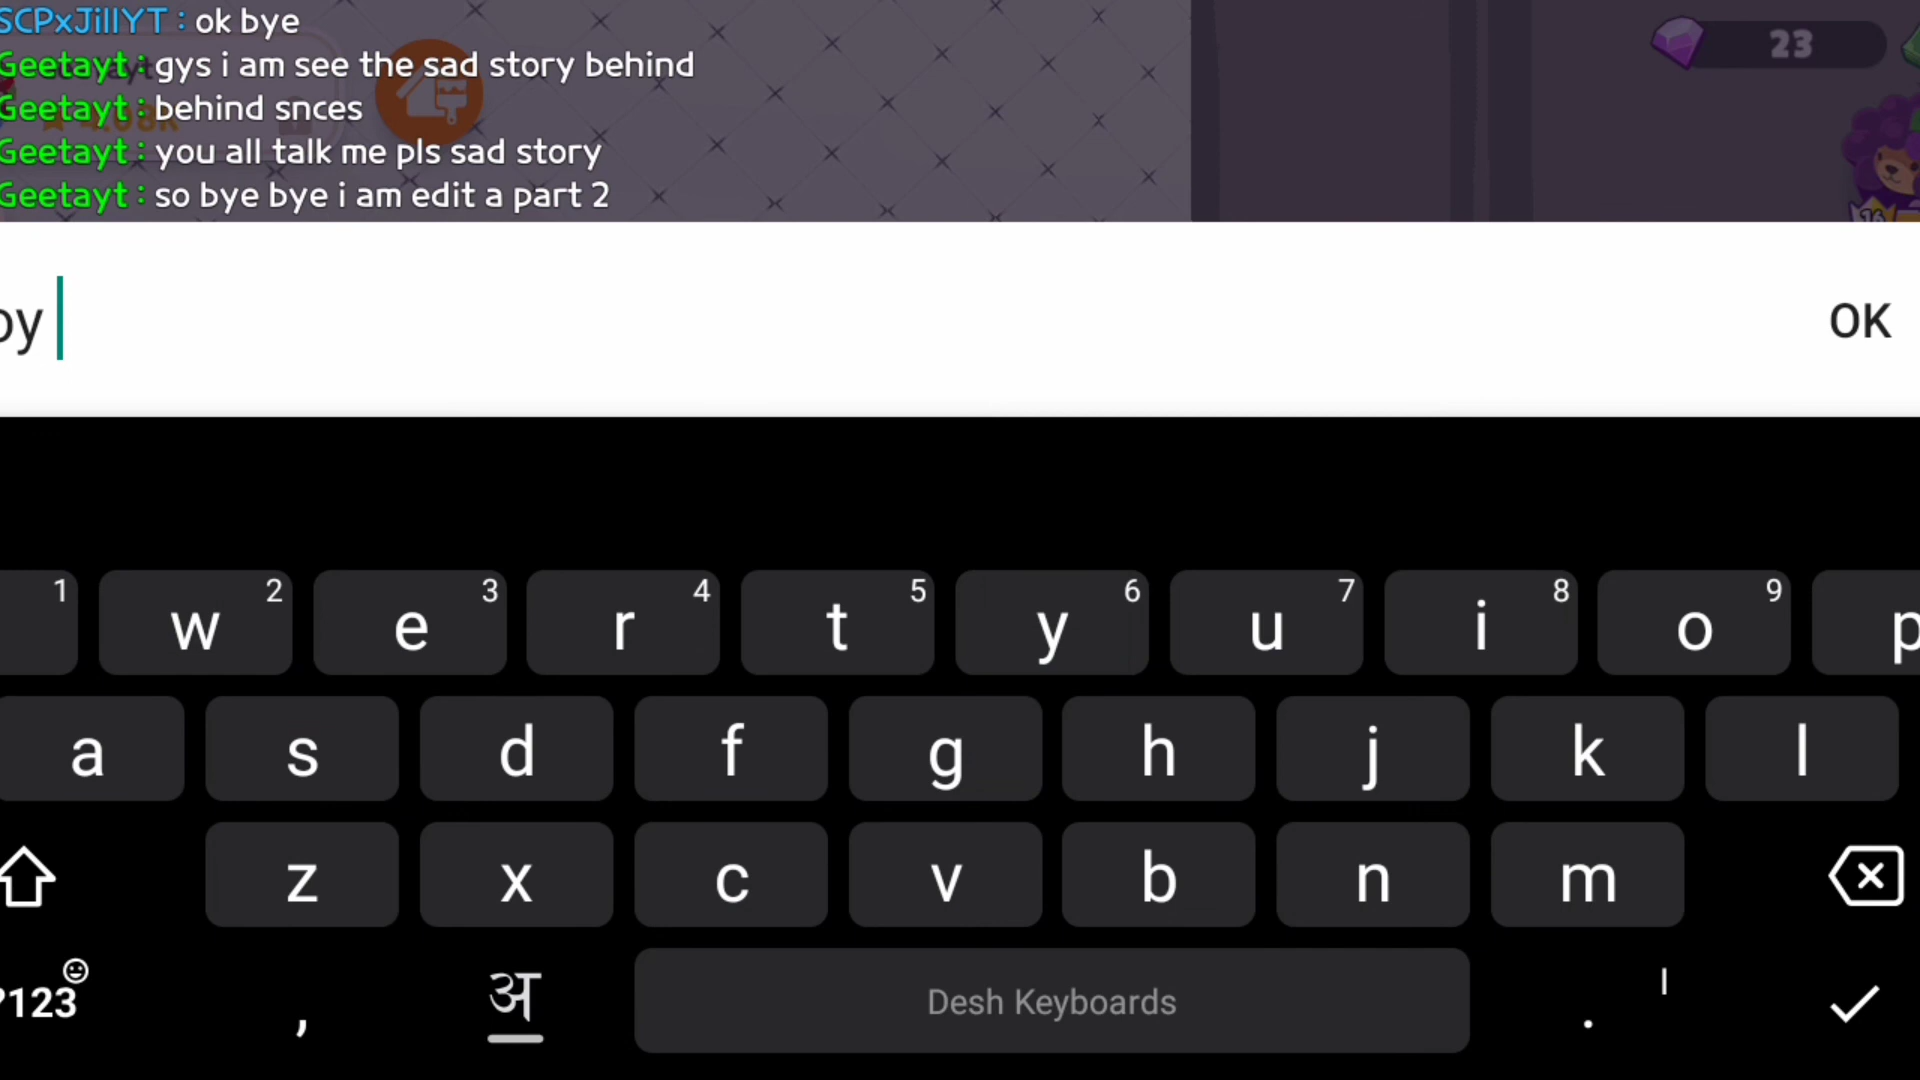 SCPxJillYT : ok bye
Geetayt : gys i am see the sad story behind
Geetayt : behind snces
Geetayt : you all talk me pls sad story
Geetayt : so bye bye i am edit a part 2
23
16
OK
1 2 3 4 5 6 7 8 9
w e r t y u i o p
a s d f g h j k l
z x c v b n m
?123 , अ Desh Keyboards . |